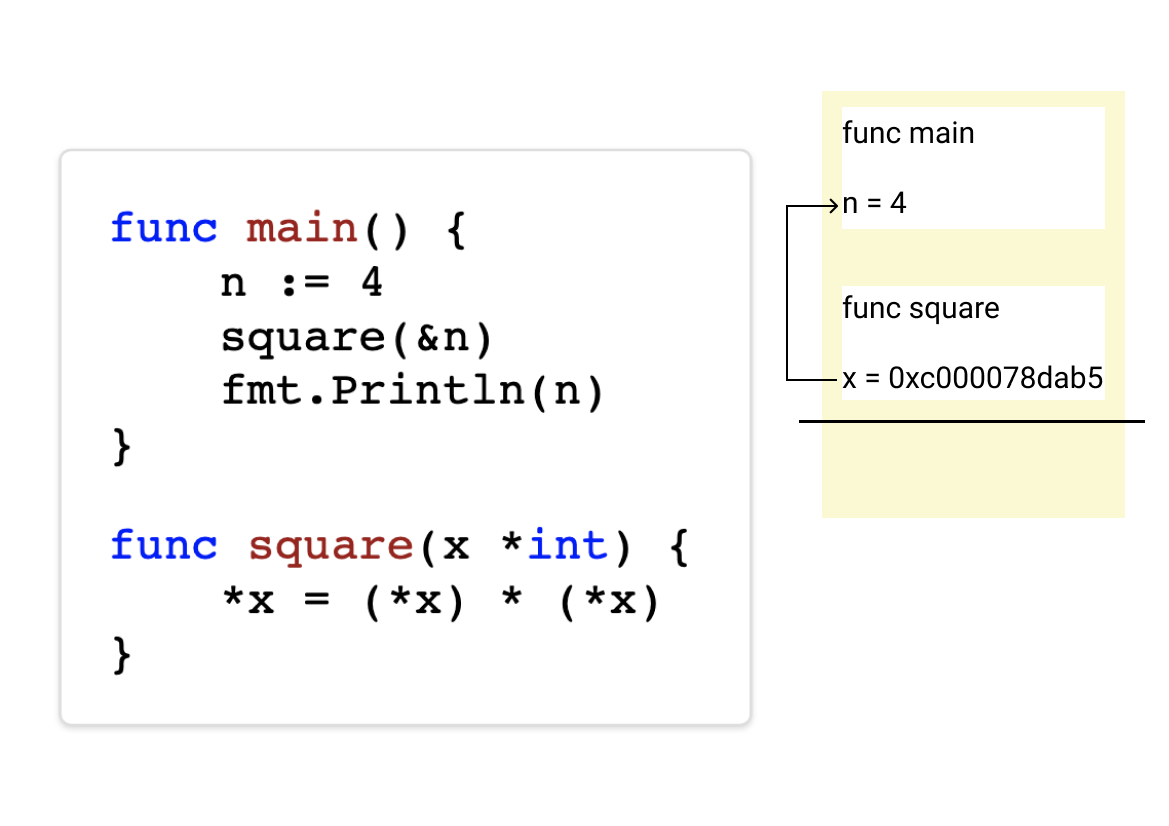 func main() {
    n := 4
    square(&n)
    fmt.Println(n)
}
func square(x *int) {
    *x = (*x) * (*x)
}
func main
n = 4
func square
x = 0xc000078dab5